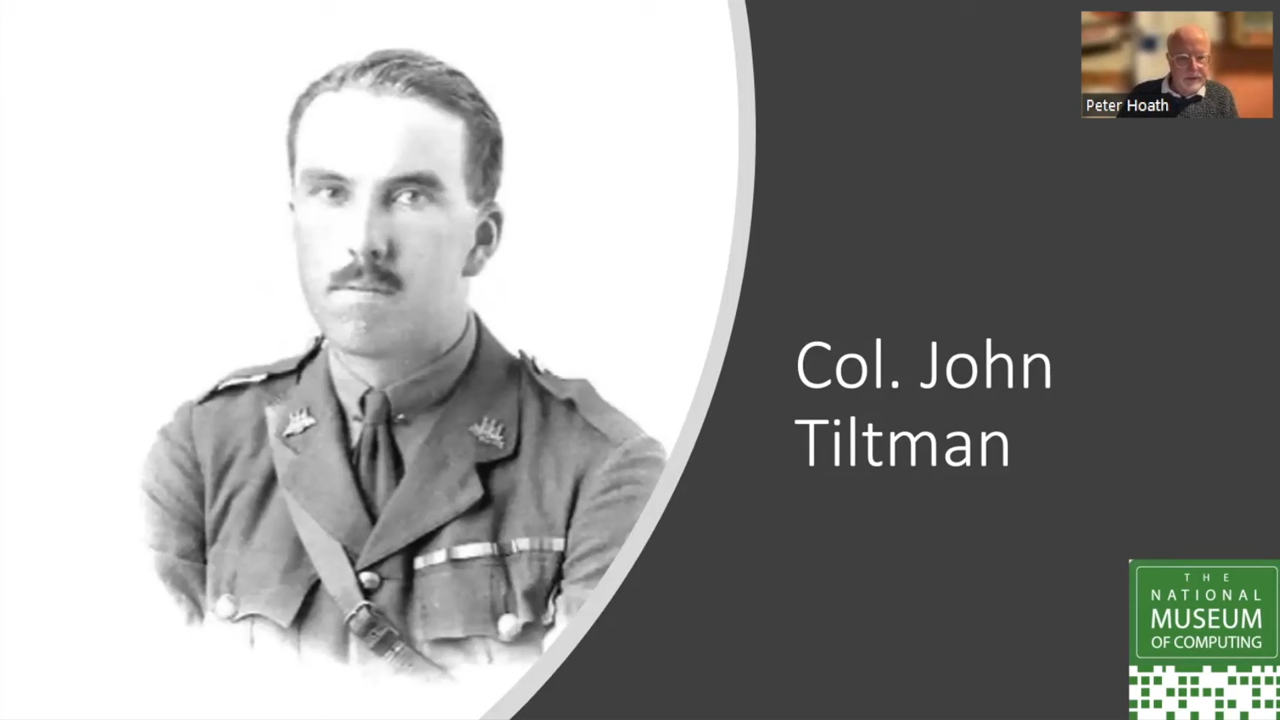 Peter Hoath
Col. John
Tiltman
THE
NATIONAL
MUSEUM
OF COMPUTING